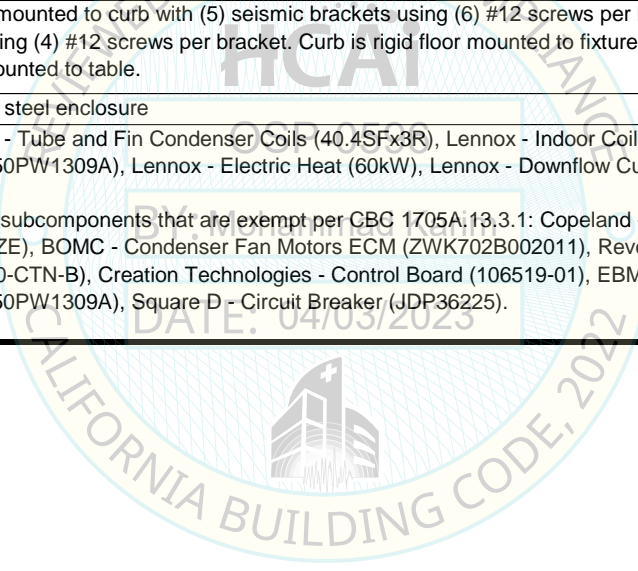 mounted to curb with (5) seismic brackets using (6) #12 screws per
ing (4) #12 screws per bracket. Curb is rigid floor mounted to fixture
ounted to table.
steel enclosure
- Tube and Fin Condenser Coils (40.4SFx3R), Lennox - Indoor Coil
50PW1309A), Lennox - Electric Heat (60kW), Lennox - Downflow Cu
subcomponents that are exempt per CBC 1705A.13.3.1: Copeland -
ZE), BOMC - Condenser Fan Motors ECM (ZWK702B002011), Revo
0-CTN-B), Creation Technologies - Control Board (106519-01), EBM
50PW1309A), Square D - Circuit Breaker (JDP36225).
HCAI
BY: Mohammad Karim
DATE: 04/03/2023
CALIFORNIA BUILDING CODE, 2022